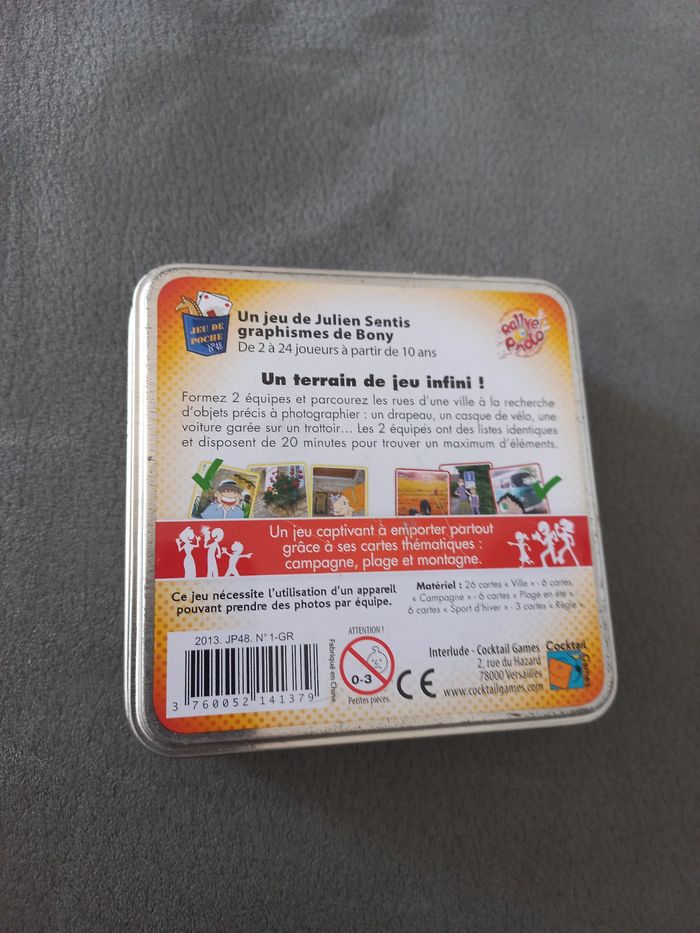 JEU DE
POCHE
N°48
Un jeu de Julien Sentis
graphismes de Bony
De 2 à 24 joueurs à partir de 10 ans
Rallye
Photo
Un terrain de jeu infini !
Formez 2 équipes et parcourez les rues d'une ville à la recherche
d'objets précis à photographier : un drapeau, un casque de vélo, une
voiture garée sur un trottoir... Les 2 équipes ont des listes identiques
et disposent de 20 minutes pour trouver un maximum d'éléments.
Un jeu captivant à emporter partout
grâce à ses cartes thématiques :
campagne, plage et montagne.
Ce jeu nécessite l'utilisation d'un appareil
pouvant prendre des photos par équipe.
Matériel : 26 cartes « Ville » - 6 cartes
« Campagne » - 6 cartes « Plage en été » -
6 cartes « Sport d'hiver » - 3 cartes « Règle »
2013. JP48. N°1-GR
3 760052 141379
Fabriqué en Chine
ATTENTION !
0-3
Petites pièces.
CE
Interlude - Cocktail Games
2, rue du Hazard
78000 Versailles
www.cocktailgames.com
Cocktail
Games